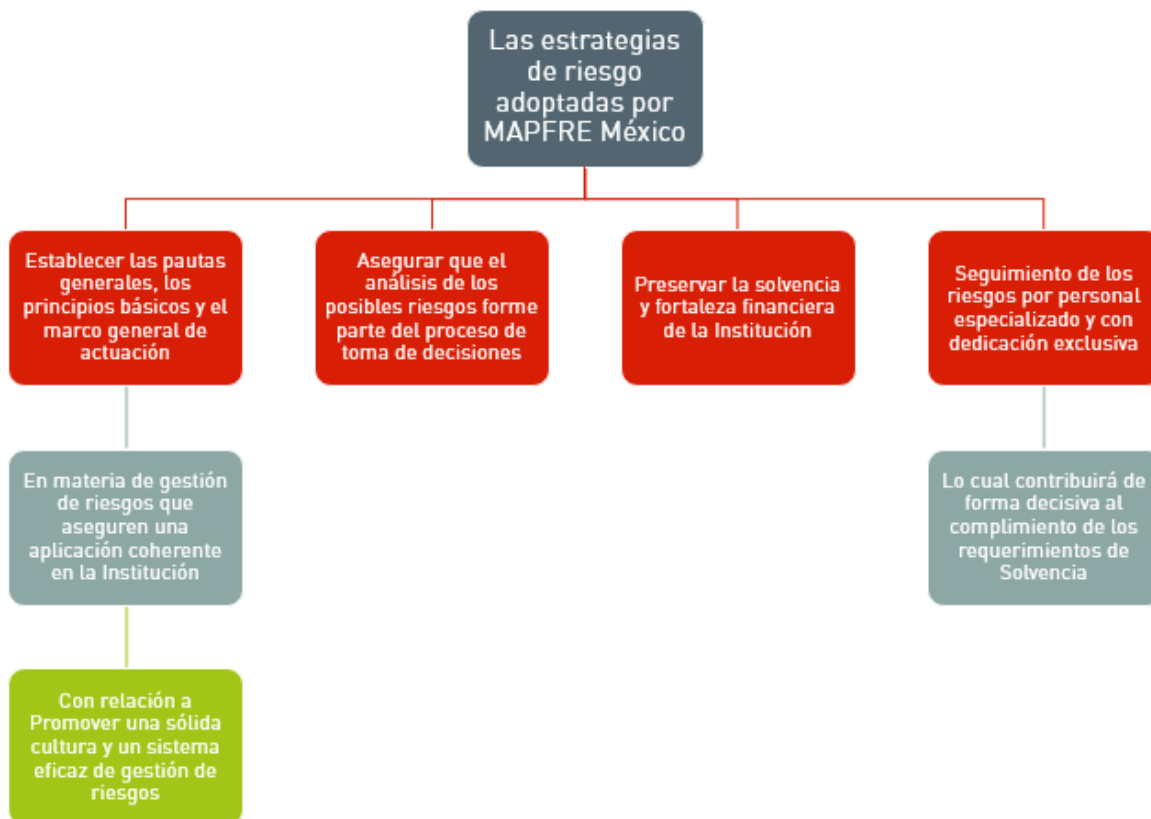 Las estrategias
de riesgo
adoptadas por
MAPFRE México
Establecer las pautas
generales, los
principios básicos y el
marco general de
actuación
Asegurar que el
análisis de los
posibles riesgos forme
parte del proceso de
toma de decisiones
Preservar la solvencia
y fortaleza financiera
de la Institución
Seguimiento de los
riesgos por personal
especializado y con
dedicación exclusiva
En materia de gestión
de riesgos que
aseguren una
aplicación coherente
en la Institución
Lo cual contribuirá de
forma decisiva al
complimiento de los
requerimientos de
Solvencia
Con relación a
Promover una sólida
cultura y un sistema
eficaz de gestión de
riesgos